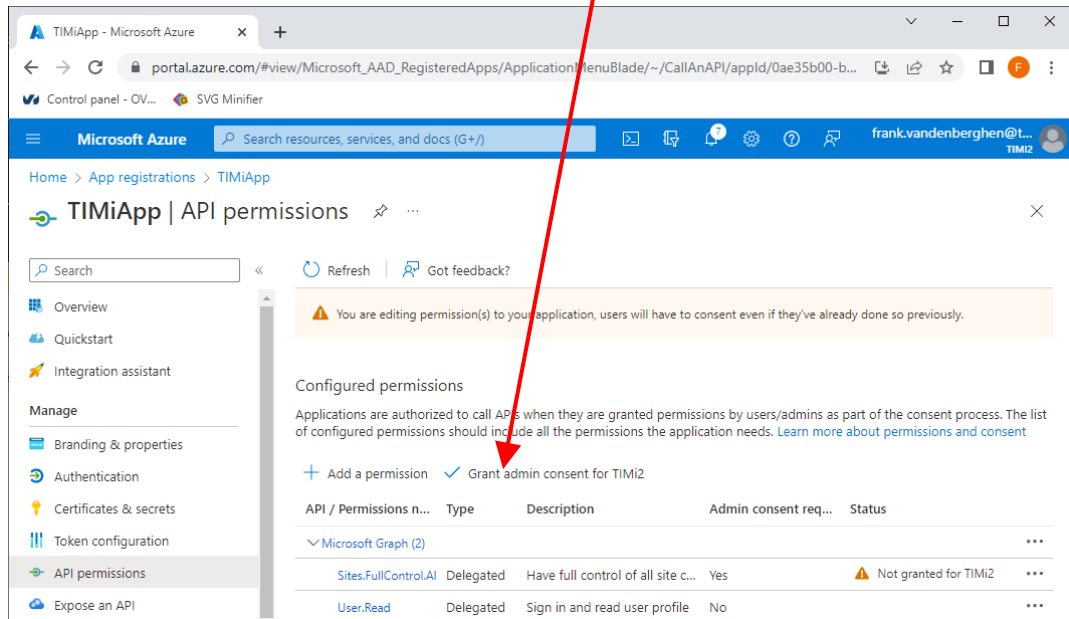 TIMiApp - Microsoft Azure
portal.azure.com/#view/Microsoft_AAD_RegisteredApps/ApplicationMenuBlade/~/CallAnAPI/appId/0ae35b00-b...
F
Control panel - OV... SVG Minifier
Microsoft Azure Search resources, services, and docs (G+/) 7 frank.vandenberghen@t...
TIMI2
Home > App registrations > TIMiApp
TIMiApp | API permissions ...
Search «
Refresh Got feedback?
Overview
You are editing permission(s) to your application, users will have to consent even if they've already done so previously.
Quickstart
Integration assistant
Configured permissions
Manage
Applications are authorized to call APIs when they are granted permissions by users/admins as part of the consent process. The list
of configured permissions should include all the permissions the application needs. Learn more about permissions and consent
Branding & properties
Authentication
Add a permission Grant admin consent for TIMi2
Certificates & secrets
API / Permissions n... Type Description Admin consent req... Status
Token configuration
Microsoft Graph (2) ...
API permissions
Sites.FullControl.Al Delegated Have full control of all site c... Yes Not granted for TIMi2 ...
Expose an API
User.Read Delegated Sign in and read user profile No ...